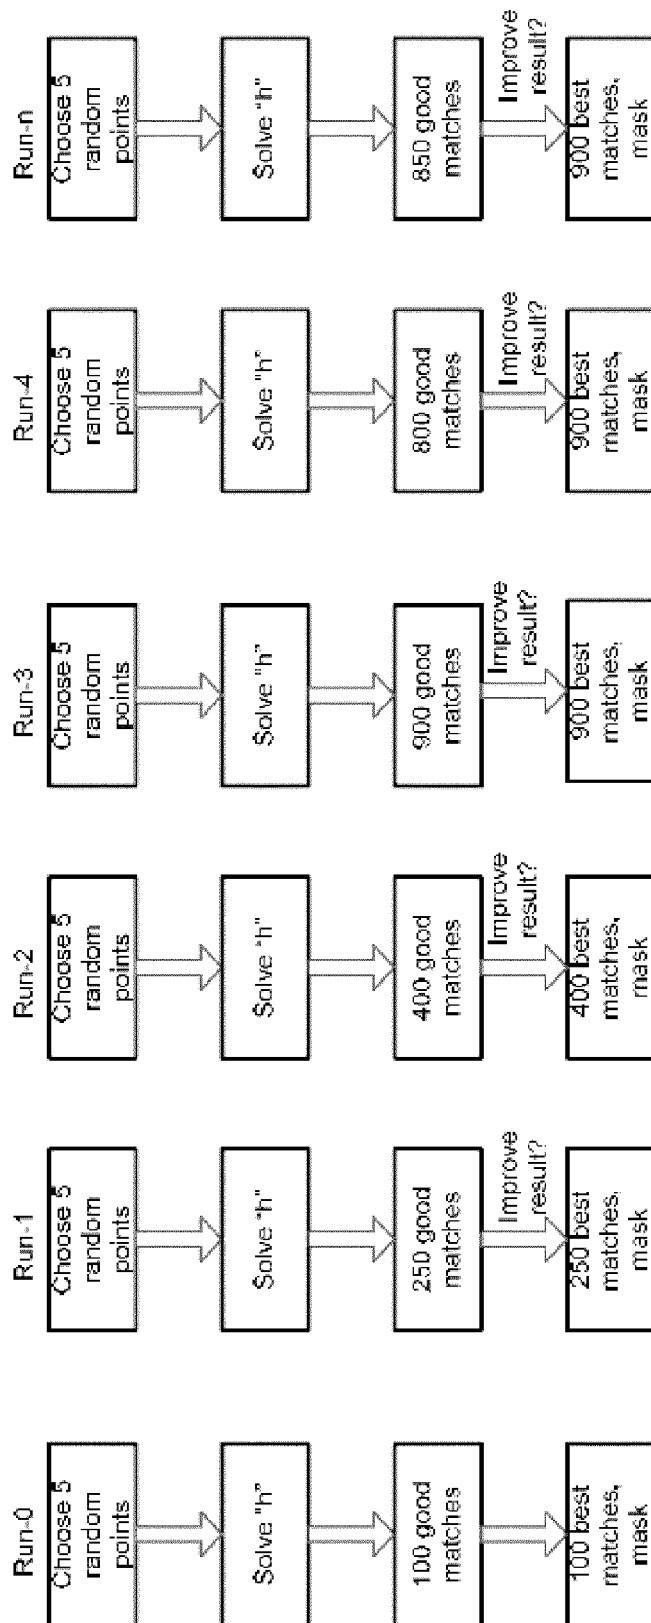 Run-0
Choose 5
random
points
Solve "h"
100 good
matches
100 best
matches,
mask
Run-1
Choose 5
random
points
Solve "h"
250 good
matches
Improve
result?
250 best
matches,
mask
Run-2
Choose 5
random
points
Solve "h"
400 good
matches
Improve
result?
400 best
matches,
mask
Run-3
Choose 5
random
points
Solve "h"
900 good
matches
Improve
result?
900 best
matches,
mask
Run-4
Choose 5
random
points
Solve "h"
800 good
matches
Improve
result?
900 best
matches,
mask
Run-n
Choose 5
random
points
Solve "h"
850 good
matches
Improve
result?
900 best
matches,
mask